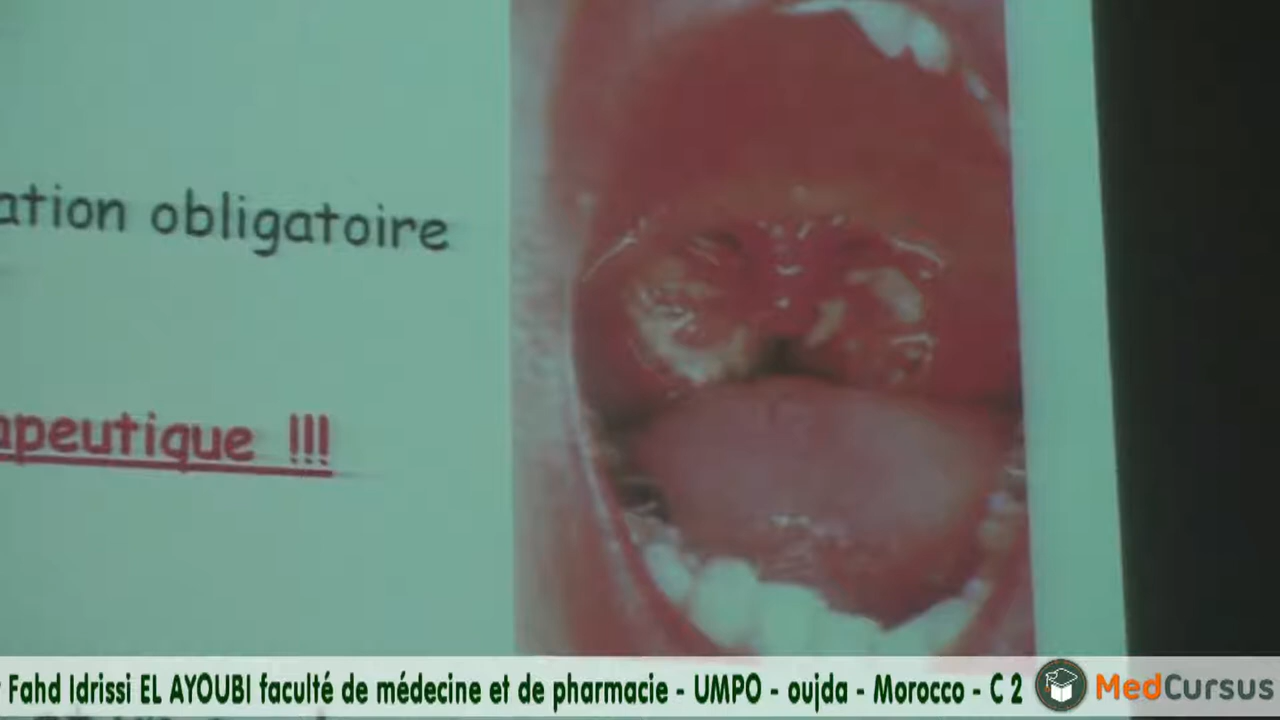 ation obligatoire
apeutique !!!
Fahd Idrissi EL AYOUBI faculté de médecine et de pharmacie - UMPO - oujda - Morocco - C 2 MedCursus